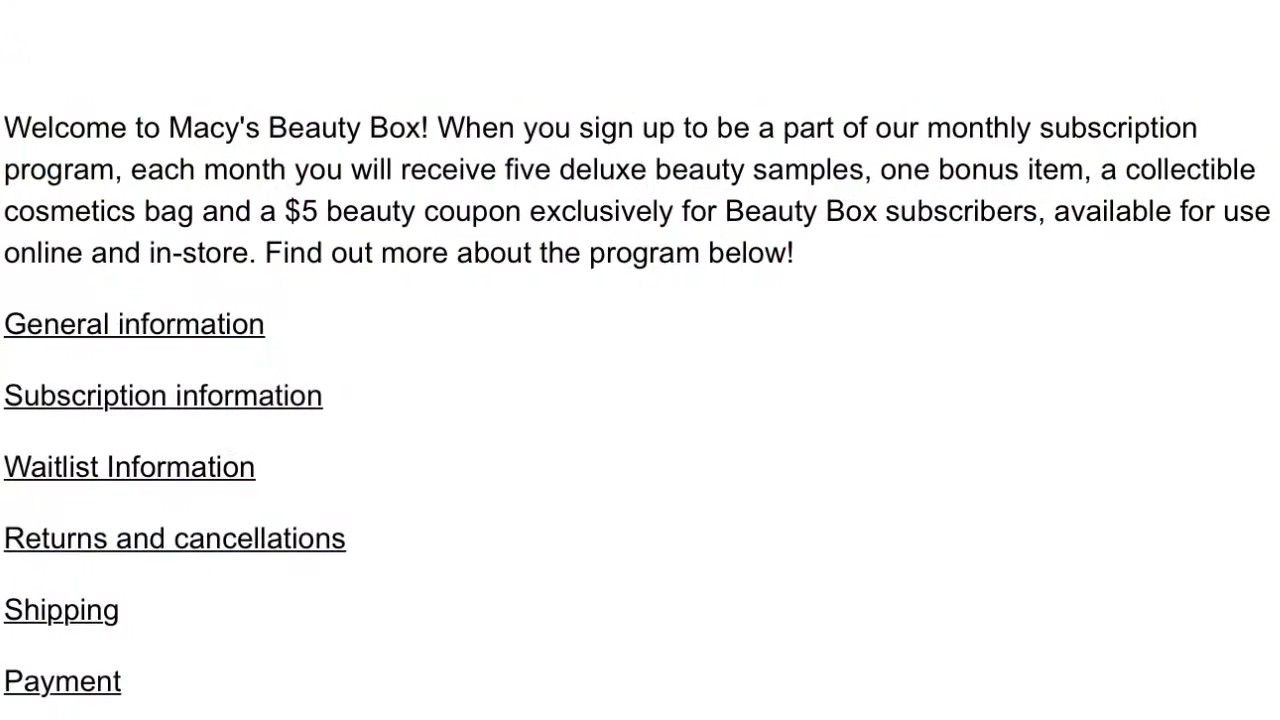 Welcome to Macy's Beauty Box! When you sign up to be a part of our monthly subscription
program, each month you will receive five deluxe beauty samples, one bonus item, a collectible
cosmetics bag and a $5 beauty coupon exclusively for Beauty Box subscribers, available for use
online and in-store. Find out more about the program below!
General information
Subscription information
Waitlist Information
Returns and cancellations
Shipping
Payment